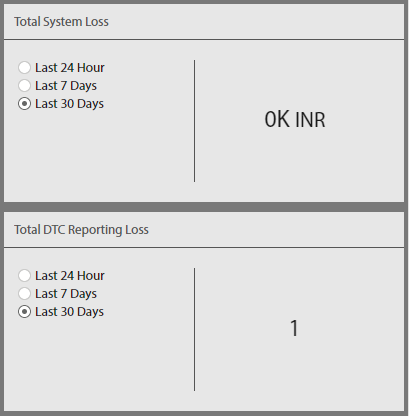 Total System Loss
Last 24 Hour
Last 7 Days
Last 30 Days
0K INR
Total DTC Reporting Loss
Last 24 Hour
Last 7 Days
Last 30 Days
1